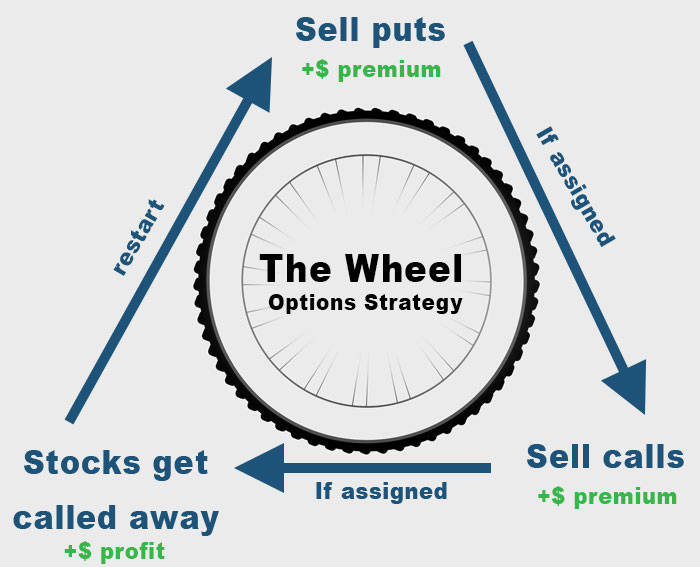 Sell puts
+$ premium
If assigned
restart
The Wheel
Options Strategy
Sell calls
+$ premium
If assigned
Stocks get
called away
+$ profit